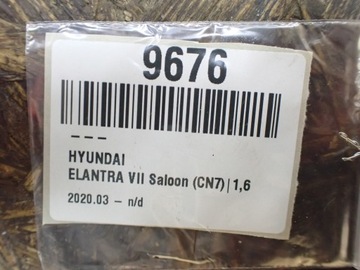 9676
---
HYUNDAI
ELANTRA VII Saloon (CN7)|1,6
2020.03 - n/d